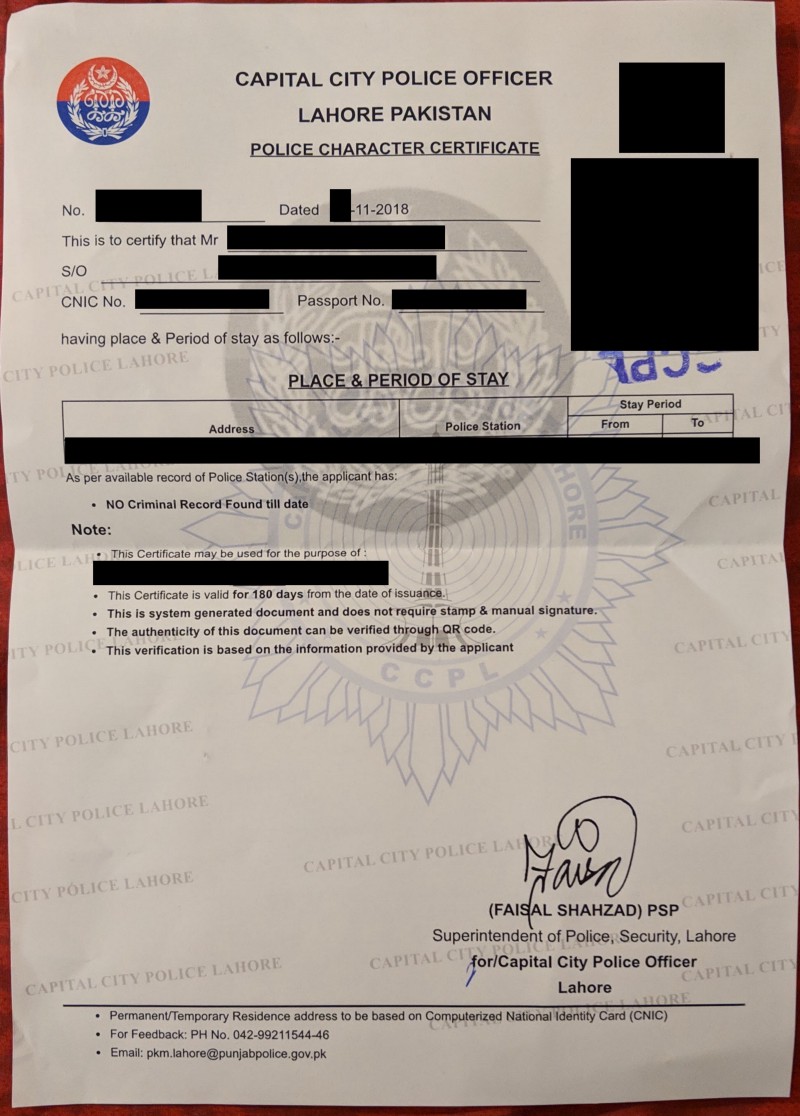 CAPITAL CITY POLICE OFFICER
LAHORE PAKISTAN
POLICE CHARACTER CERTIFICATE
No.
Dated -11-2018
This is to certify that Mr
S/O
CNIC No. Passport No.
having place & Period of stay as follows:-
PLACE & PERIOD OF STAY
Stay Period
Address Police Station From To
As per available record of Police Station(s),the applicant has:
• NO Criminal Record Found till date
Note:
• This Certificate may be used for the purpose of :
• This Certificate is valid for 180 days from the date of issuance.
• This is system generated document and does not require stamp & manual signature.
• The authenticity of this document can be verified through QR code.
• This verification is based on the information provided by the applicant
CCPL
CAPITAL CITY POLICE LAHORE
(FAISAL SHAHZAD) PSP
Superintendent of Police, Security, Lahore
for/Capital City Police Officer
Lahore
• Permanent/Temporary Residence address to be based on Computerized National Identity Card (CNIC)
• For Feedback: PH No. 042-99211544-46
• Email: pkm.lahore@punjabpolice.gov.pk